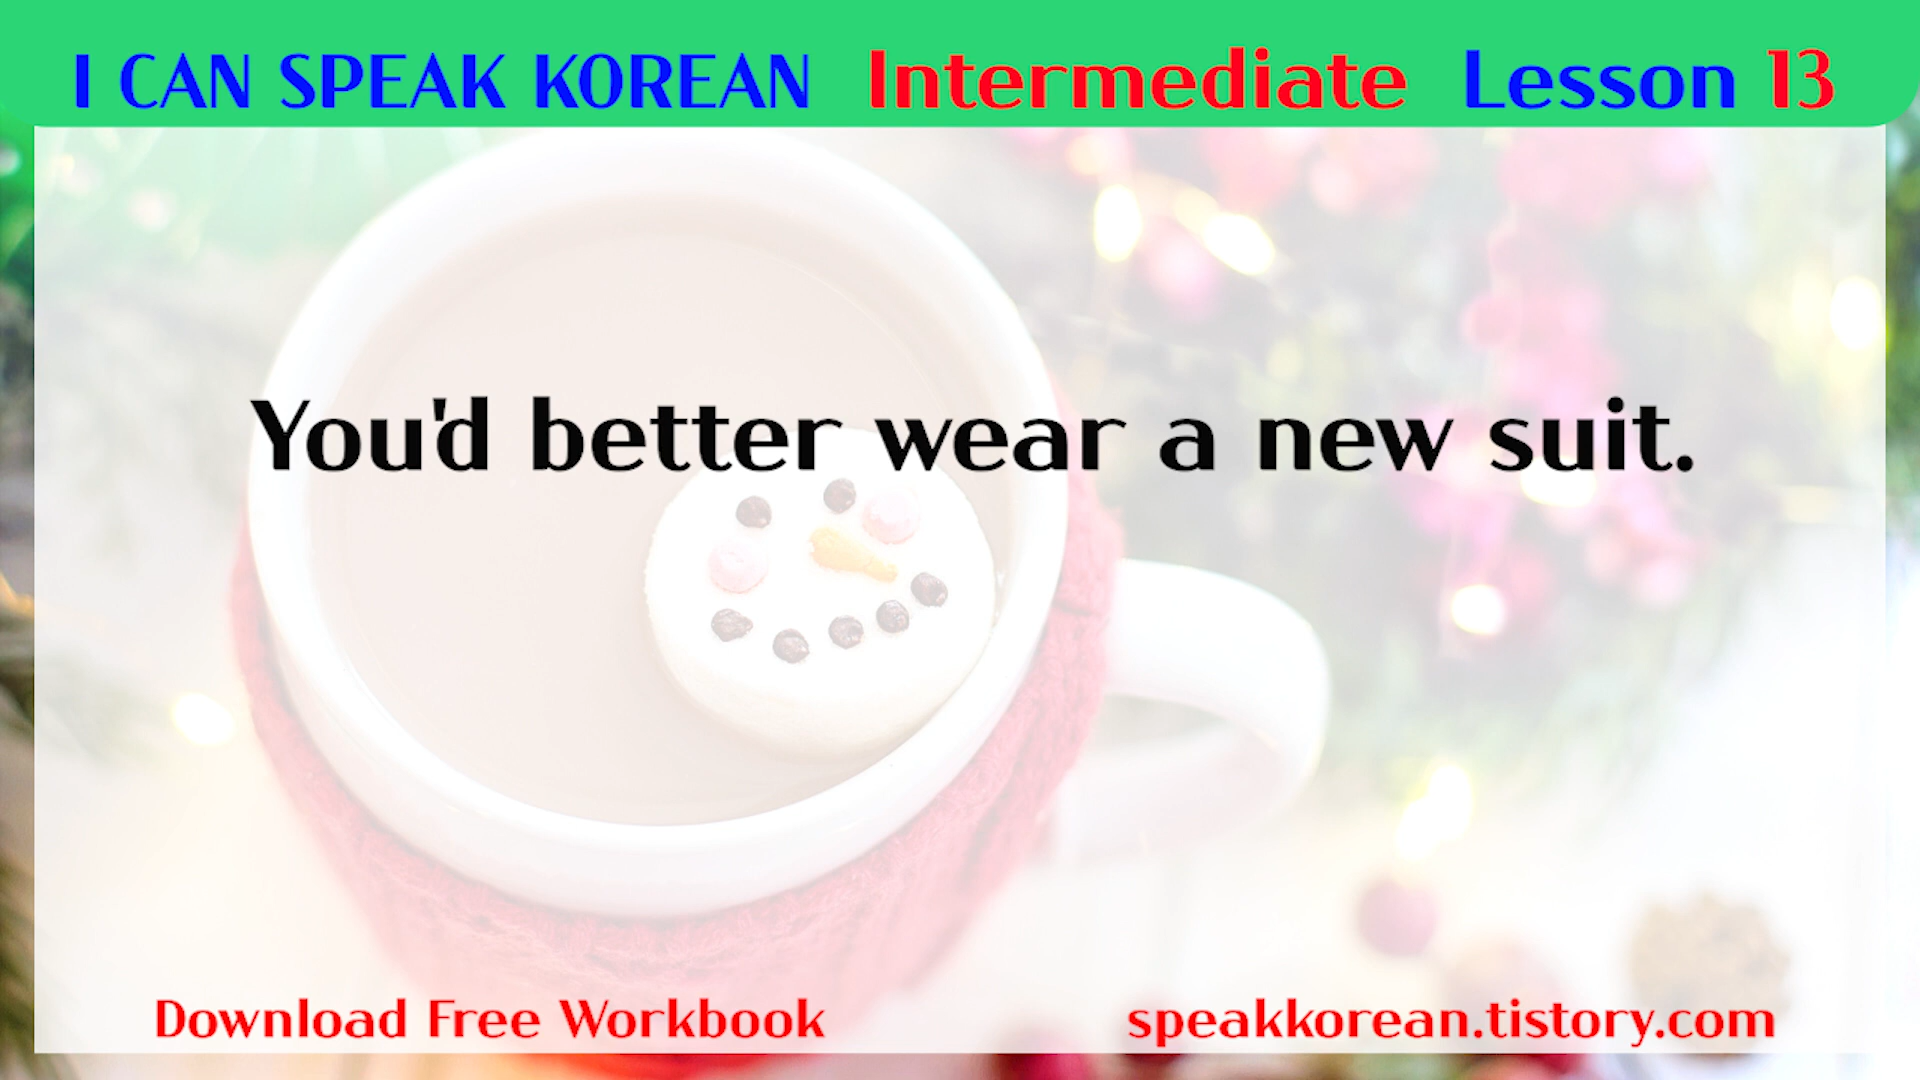 I CAN SPEAK KOREAN Intermediate Lesson 13
You'd better wear a new suit.
Download Free Workbook speakkorean.tistory.com